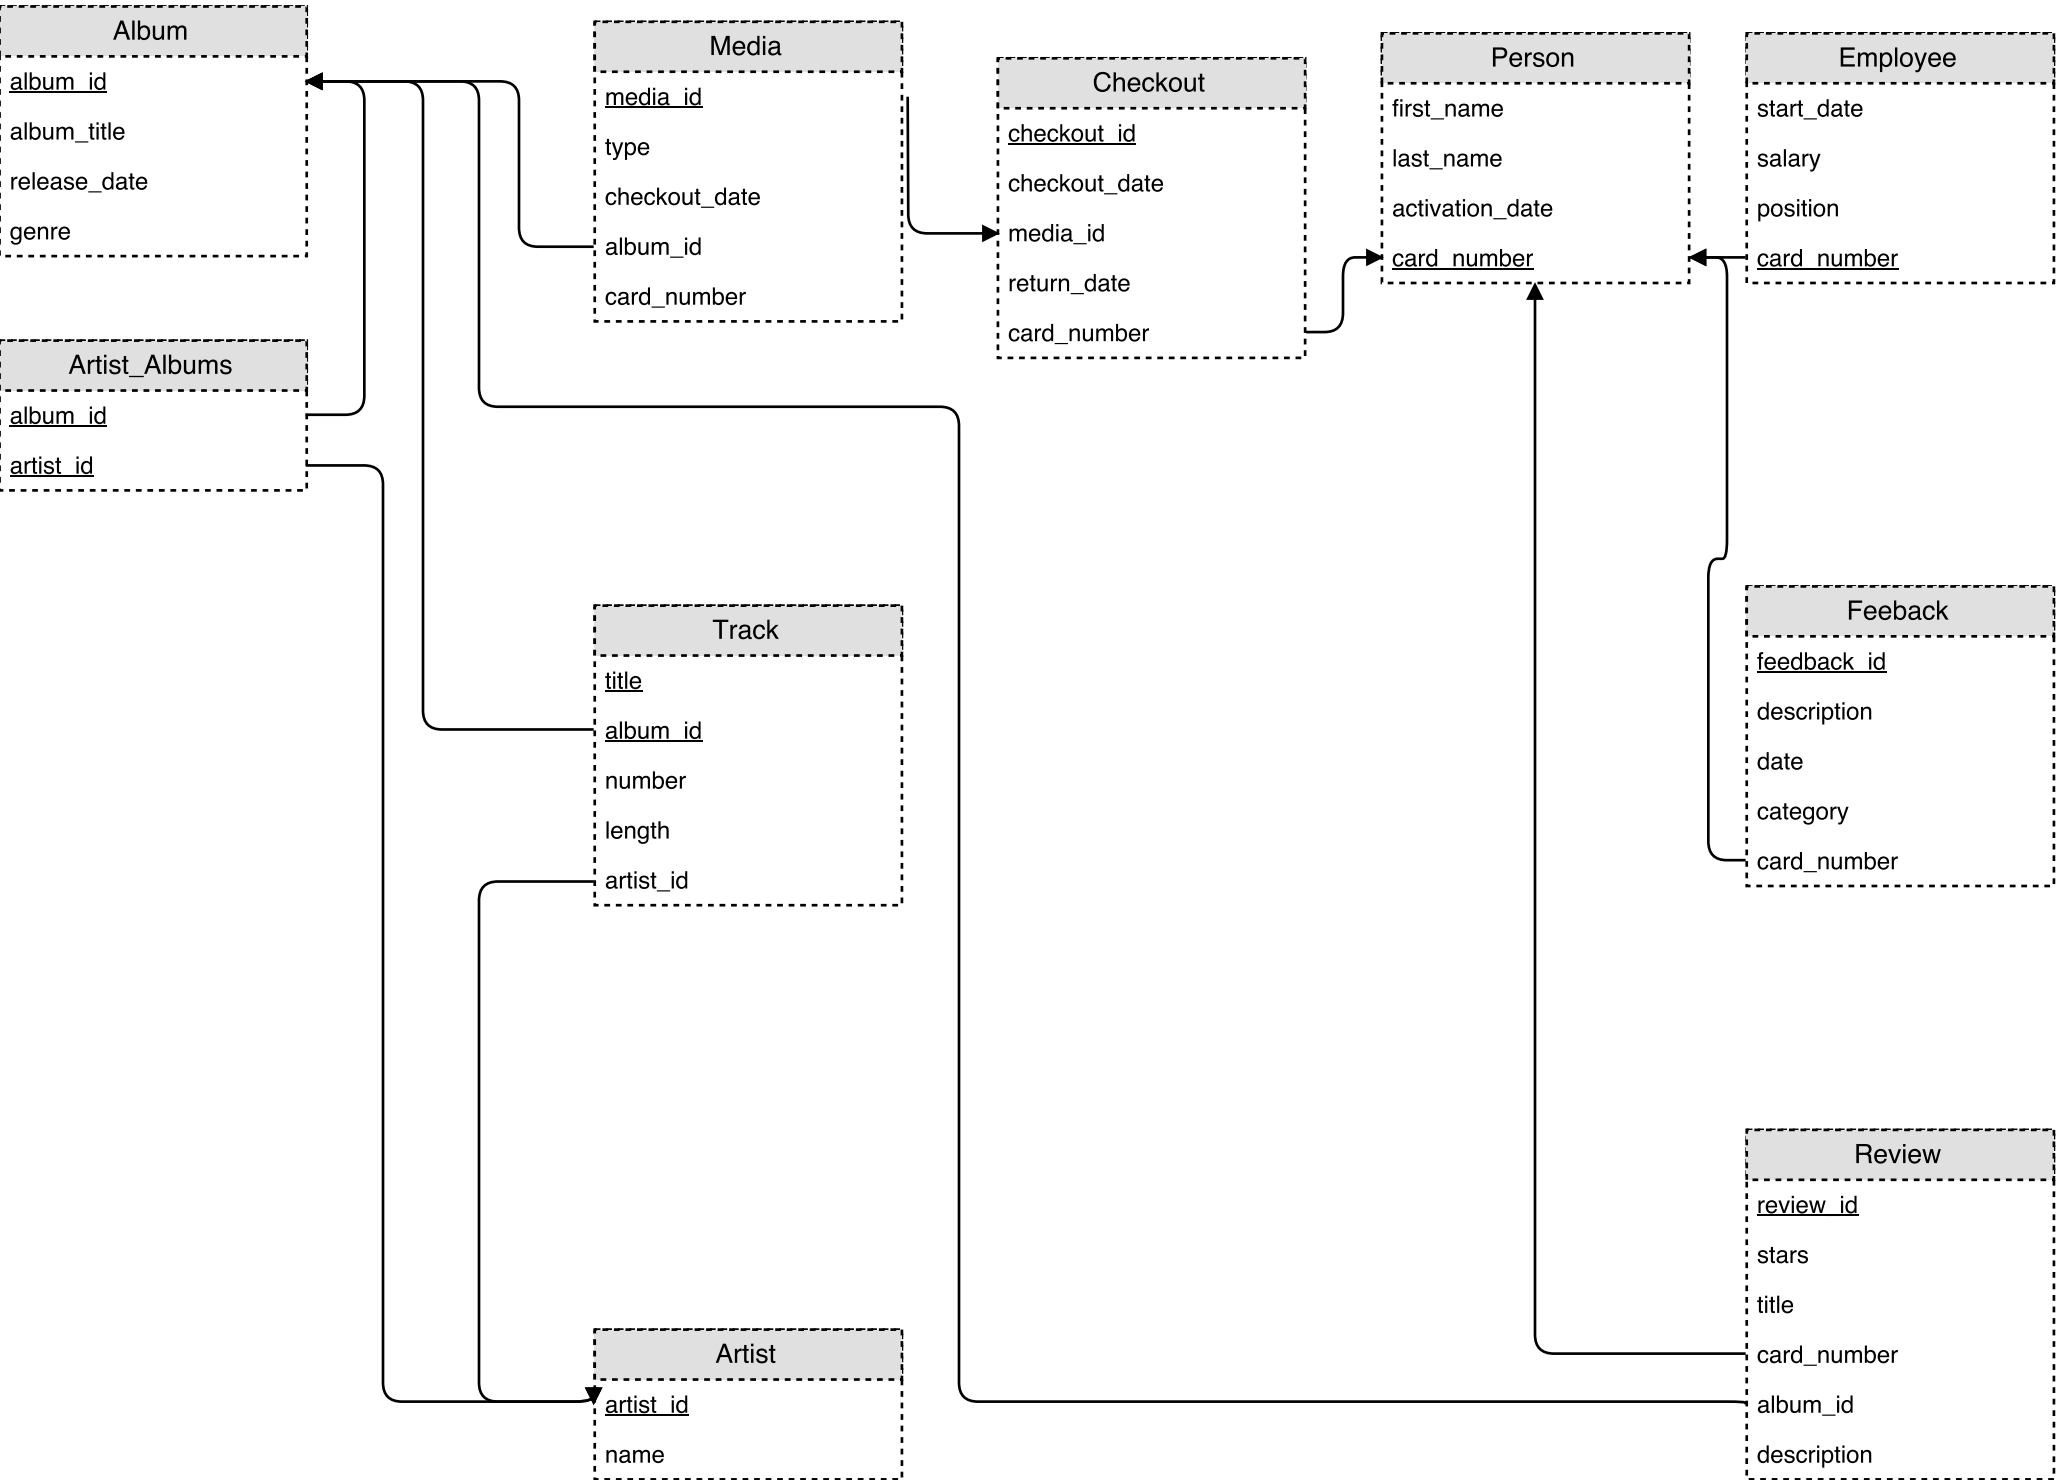 Album
album_id
album_title
release_date
genre
Artist_Albums
album_id
artist_id
Media
media_id
type
checkout_date
album_id
card_number
Track
title
album_id
number
length
artist_id
Artist
artist_id
name
Checkout
checkout_id
checkout_date
media_id
return_date
card_number
Person
first_name
last_name
activation_date
card_number
Employee
start_date
salary
position
card_number
Feeback
feedback_id
description
date
category
card_number
Review
review_id
stars
title
card_number
album_id
description